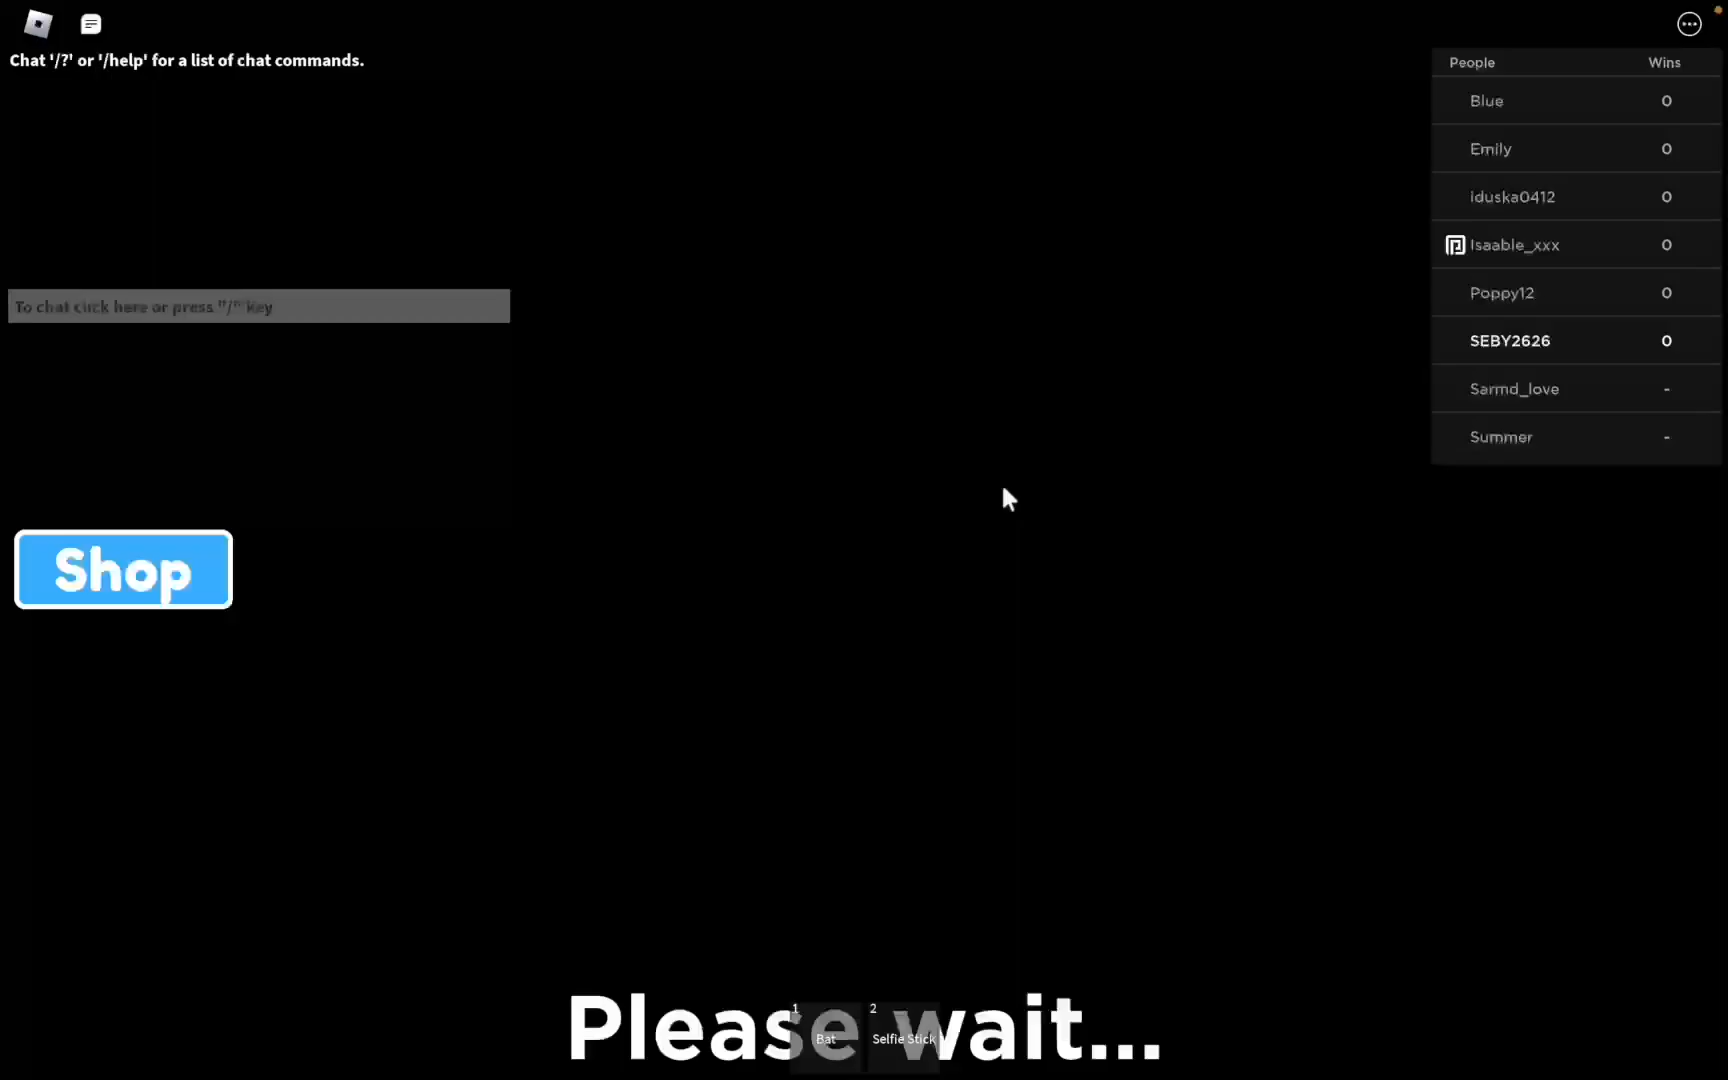 Chat '/?' or '/help' for a list of chat commands.
People Wins
Blue 0
Emily 0
iduska0412 0
Isaable_xxx 0
Poppy12 0
SEBY2626 0
Sarmd_love -
Summer -
To chat click here or press "/" key
Shop
Please wait...
1 Bat
2 Selfie Stick